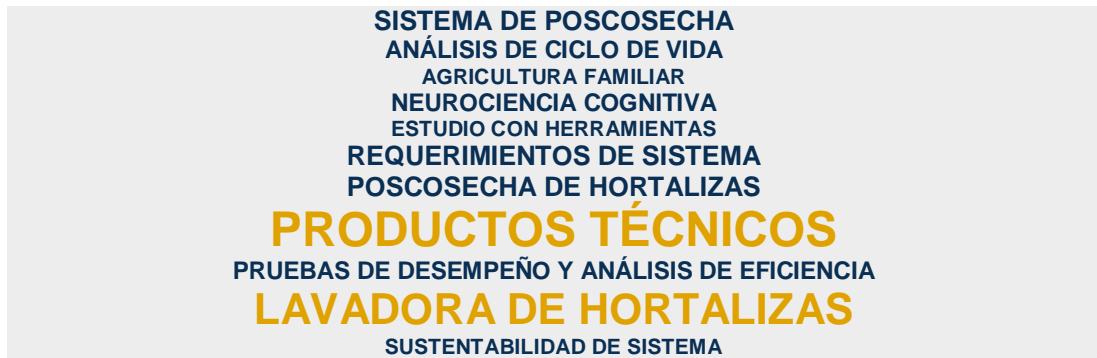 SISTEMA DE POSCOSECHA
ANÁLISIS DE CICLO DE VIDA
AGRICULTURA FAMILIAR
NEUROCIENCIA COGNITIVA
ESTUDIO CON HERRAMIENTAS
REQUERIMIENTOS DE SISTEMA
POSCOSECHA DE HORTALIZAS
PRODUCTOS TÉCNICOS
PRUEBAS DE DESEMPEÑO Y ANÁLISIS DE EFICIENCIA
LAVADORA DE HORTALIZAS
SUSTENTABILIDAD DE SISTEMA